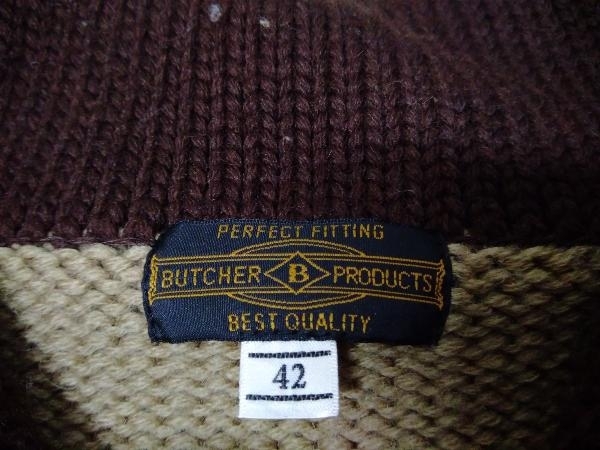 PERFECT FITTING
BUTCHER B PRODUCTS
BEST QUALITY
42